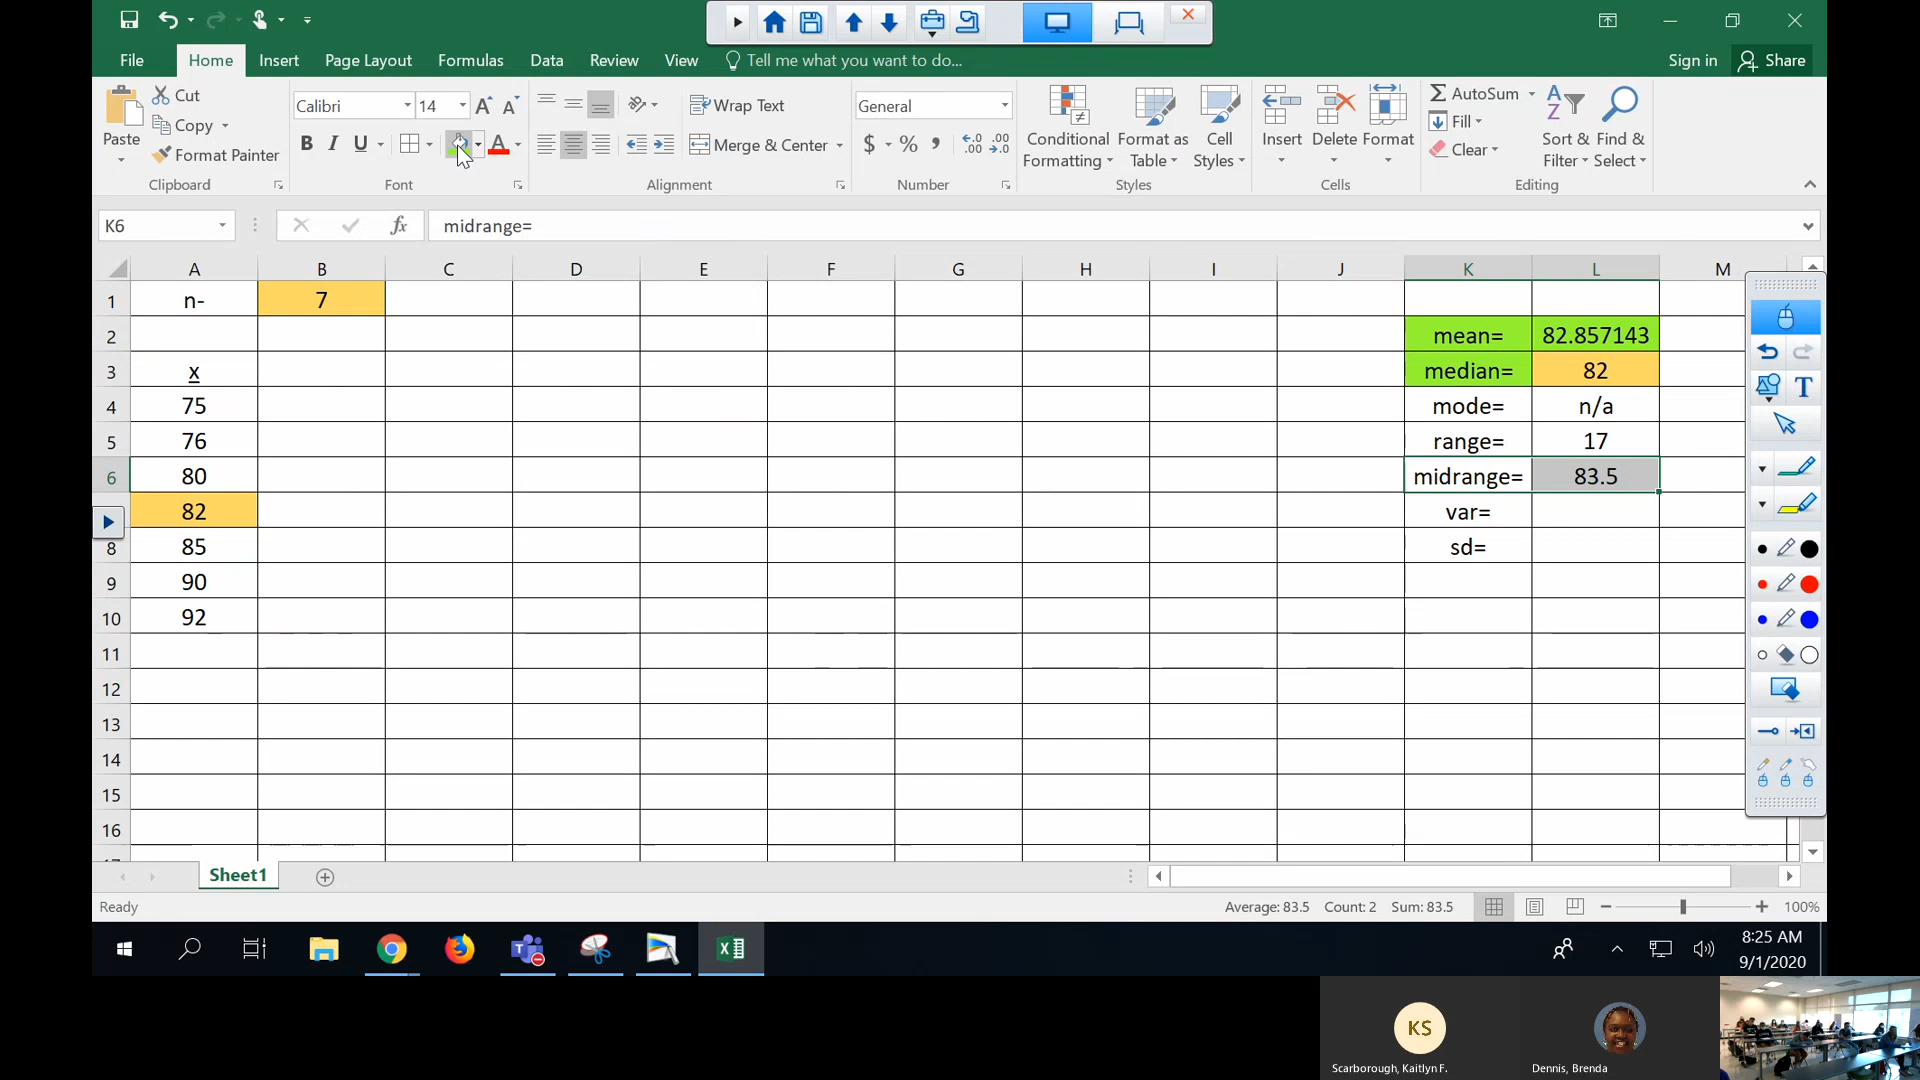 File Home Insert Page Layout Formulas Data Review View Tell me what you want to do... Sign in Share
Paste Cut Copy Format Painter
Clipboard
Calibri 14
B I U A
Font
Wrap Text
Merge & Center
Alignment
General
$ % ,
Number
Conditional Formatting Format as Table Cell Styles
Styles
Insert Delete Format
Cells
AutoSum
Fill
Clear
Sort & Filter Find & Select
Editing
K6 fx midrange=
A B C D E F G H I J K L M
1 n- 7
2 mean= 82.857143
3 x median= 82
4 75 mode= n/a
5 76 range= 17
6 80 midrange= 83.5
82 var=
8 85 sd=
9 90
10 92
11
12
13
14
15
16
Sheet1
Ready Average: 83.5 Count: 2 Sum: 83.5 100%
8:25 AM
9/1/2020
KS
Scarborough, Kaitlyn F. Dennis, Brenda